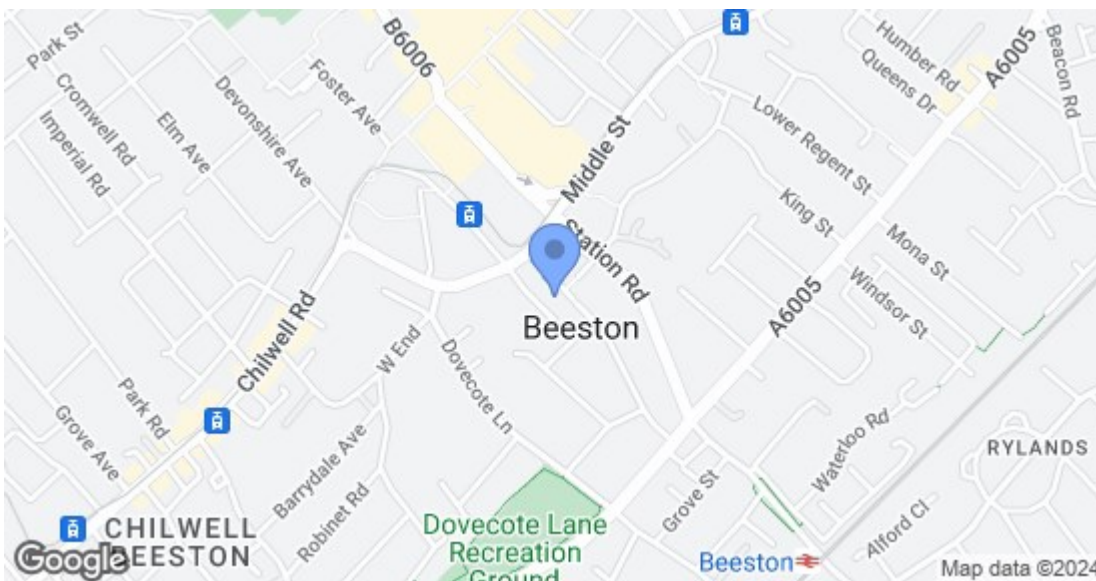 Park St
Cromwell Rd
Imperial Rd
Elm Ave
Devonshire Ave
Foster Ave
B6006
Middle St
Station Rd
Humber Rd
Queens Dr
A6005
Beacon Rd
Lower Regent St
King St
Mona St
Windsor St
A6005
Chilwell Rd
W End
Dovecote Ln
Beeston
Park Rd
Grove Ave
Barrydale Ave
Robinet Rd
Grove St
Waterloo Rd
RYLANDS
Alford Cl
CHILWELL
BEESTON
Dovecote Lane
Recreation
Ground
Beeston
Google
Map data ©2024